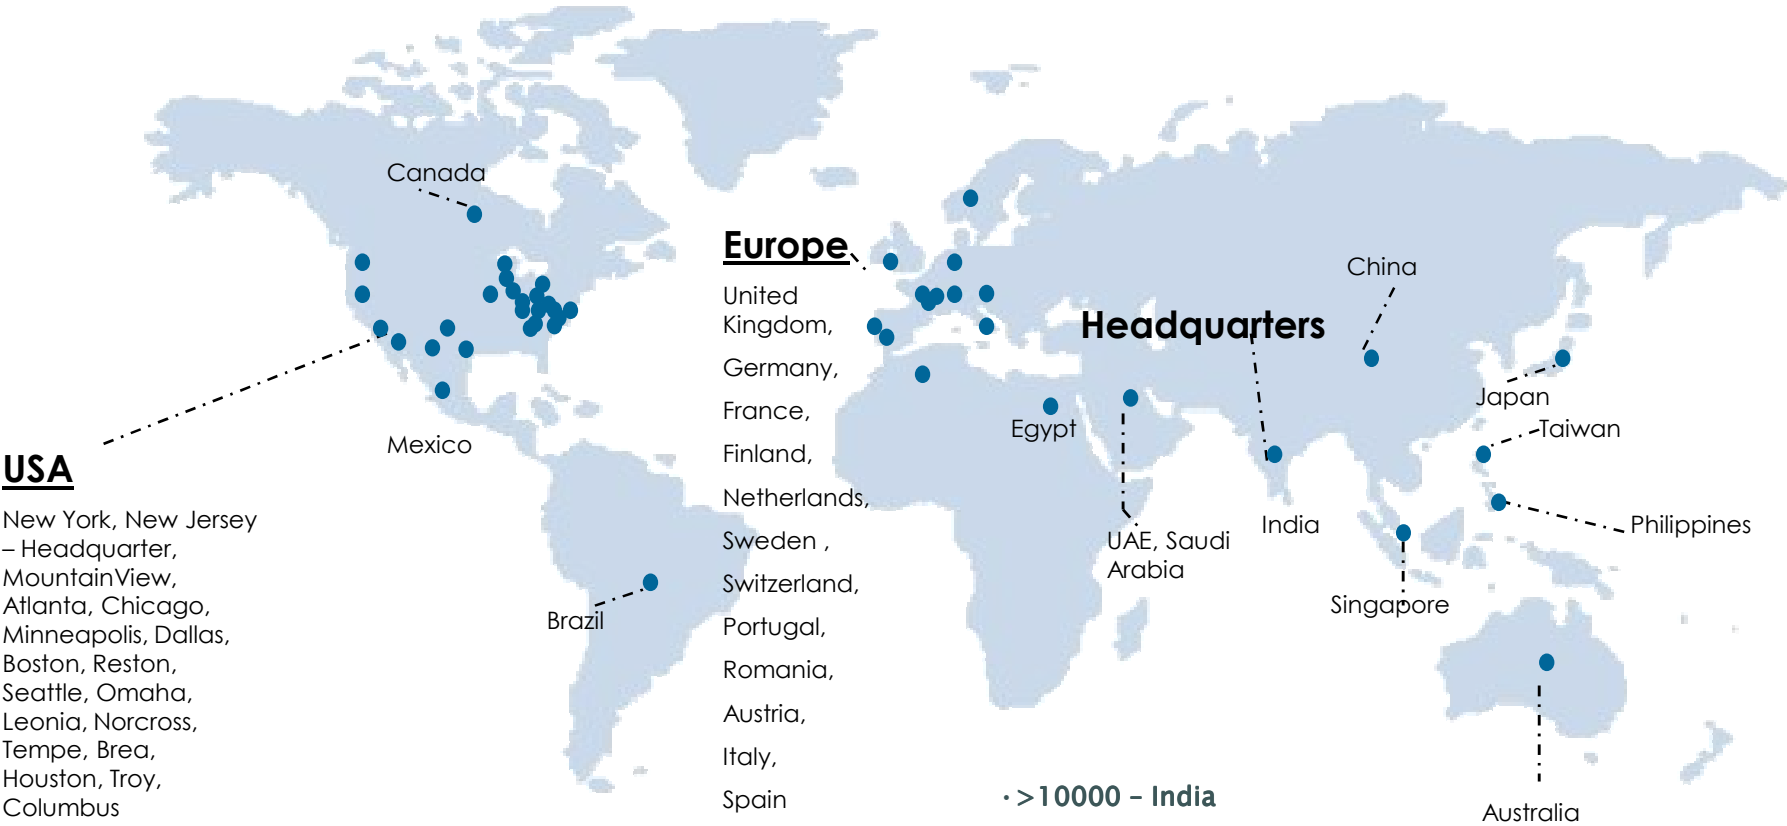 Canada
Mexico
USA
New York, New Jersey
– Headquarter,
MountainView,
Atlanta, Chicago,
Minneapolis, Dallas,
Boston, Reston,
Seattle, Omaha,
Leonia, Norcross,
Tempe, Brea,
Houston, Troy,
Columbus
Brazil
Europe
United
Kingdom,
Germany,
France,
Finland,
Netherlands,
Sweden ,
Switzerland,
Portugal,
Romania,
Austria,
Italy,
Spain
Headquarters
Egypt
UAE, Saudi
Arabia
India
China
Japan
Taiwan
Philippines
Singapore
Australia
· >10000 – India